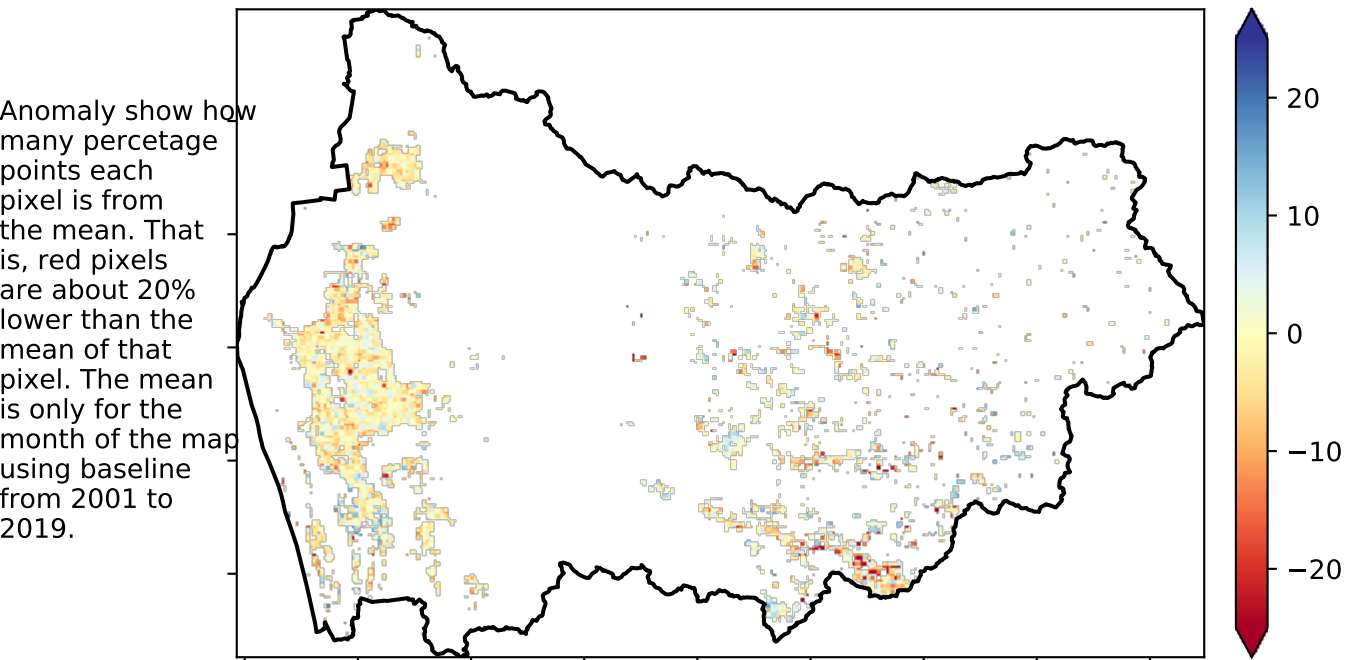 Anomaly show how
many percetage
points each
pixel is from
the mean. That
is, red pixels
are about 20%
lower than the
mean of that
pixel. The mean
is only for the
month of the map
using baseline
from 2001 to
2019.
20
10
0
−10
−20